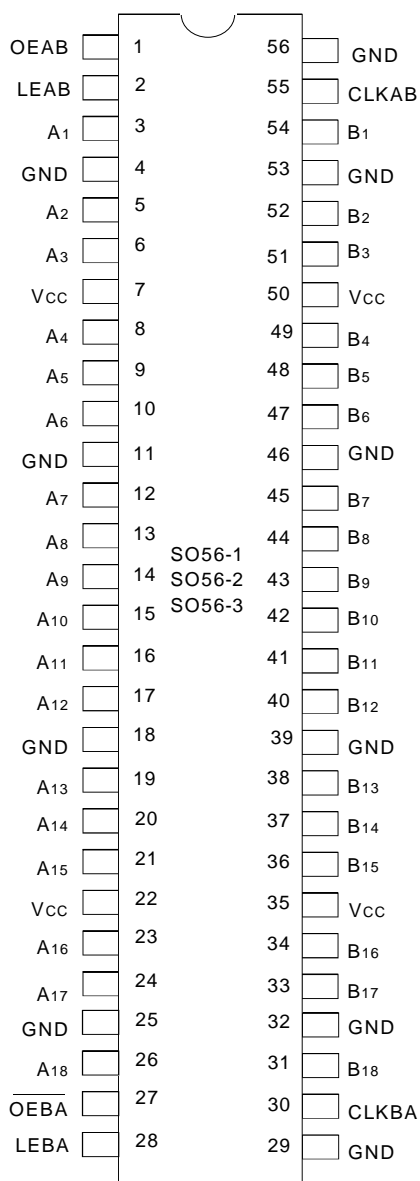 OEAB 1 56 GND
LEAB 2 55 CLKAB
A1 3 54 B1
GND 4 53 GND
A2 5 52 B2
A3 6 51 B3
VCC 7 50 VCC
A4 8 49 B4
A5 9 48 B5
A6 10 47 B6
GND 11 46 GND
A7 12 45 B7
A8 13 44 B8
SO56-1
A9 14 SO56-2 43 B9
A10 15 SO56-3 42 B10
A11 16 41 B11
A12 17 40 B12
GND 18 39 GND
A13 19 38 B13
A14 20 37 B14
A15 21 36 B15
VCC 22 35 VCC
A16 23 34 B16
A17 24 33 B17
GND 25 32 GND
A18 26 31 B18
O̅E̅B̅A̅ 27 30 CLKBA
LEBA 28 29 GND